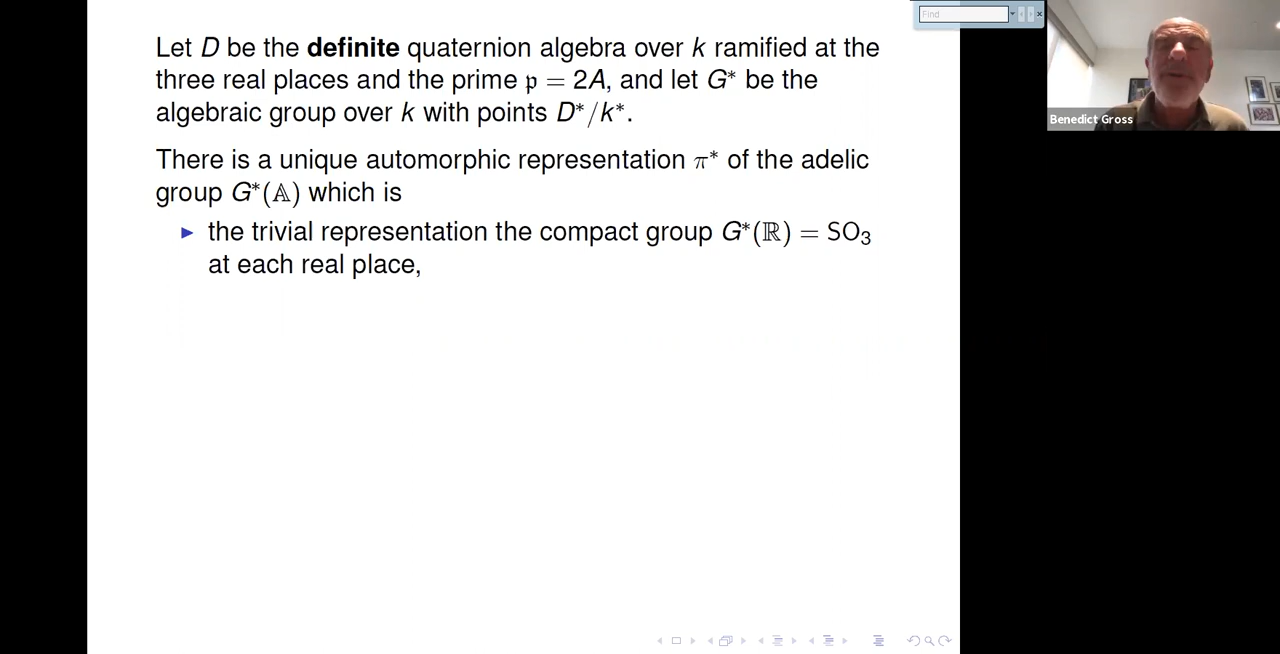 Find
Benedict Gross
Let D be the definite quaternion algebra over k ramified at the
three real places and the prime 𝔭 = 2A, and let G* be the
algebraic group over k with points D*/k*.
There is a unique automorphic representation π* of the adelic
group G*(𝔸) which is
▶ the trivial representation the compact group G*(ℝ) = SO₃
at each real place,